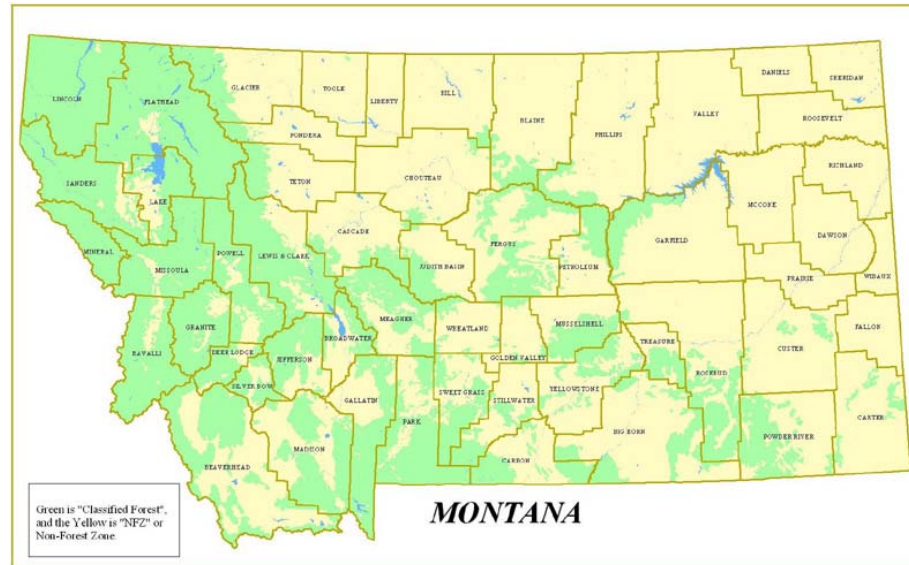 DANIELS
SHERIDAN
GLACIER
TOOLE
LIBERTY
HILL
LINCOLN
FLATHEAD
BLAINE
PHILLIPS
VALLEY
ROOSEVELT
PONDERA
RICHLAND
SANDERS
TETON
CHOUTEAU
LAKE
MCCONE
CASCADE
DAWSON
FERGUS
GARFIELD
MINERAL
POWELL
LEWIS & CLARK
JUDITH BASIN
PETROLIUM
MISSOULA
PRAIRIE
WIBAUX
MEAGHER
GRANITE
WHEATLAND
MUSSELSHELL
FALLON
BROADWATER
TREASURE
CUSTER
RAVALLI
DEER LODGE
JEFFERSON
GOLDEN VALLEY
ROSEBUD
SILVER BOW
SWEET GRASS
YELLOWSTONE
GALLATIN
PARK
STILLWATER
CARTER
BIG HORN
POWDER RIVER
MADISON
CARBON
BEAVERHEAD
Green is "Classified Forest",
and the Yellow is "NFZ" or
Non-Forest Zone.
MONTANA